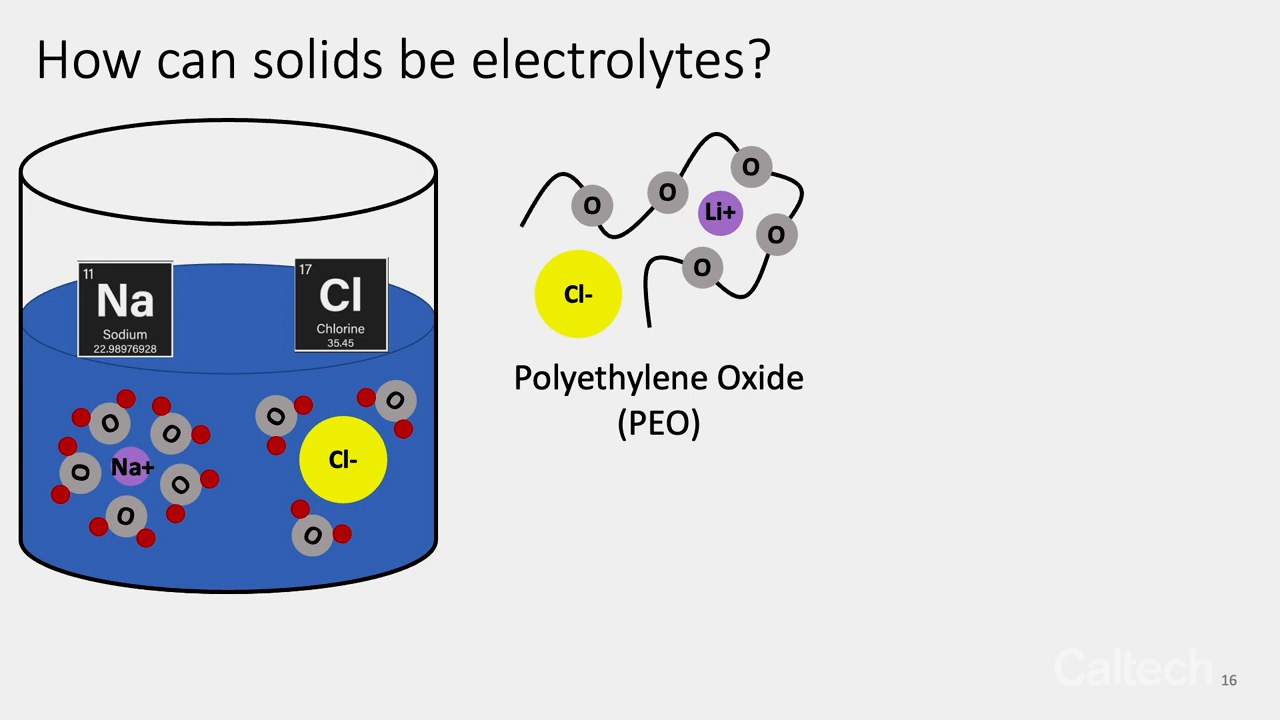 How can solids be electrolytes?
11
Na
Sodium
22.98976928
17
Cl
Chlorine
35.45
O
O
O
Na+
O
O
O
O
Cl-
O
O
O
O
Li+
O
O
Cl-
O
Polyethylene Oxide
(PEO)
Caltech
16